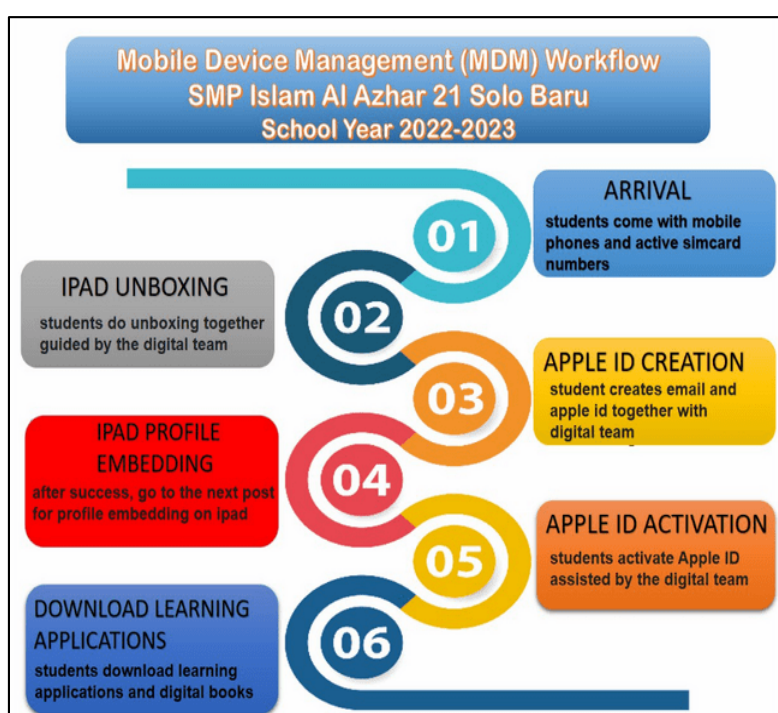 Mobile Device Management (MDM) Workflow
SMP Islam Al Azhar 21 Solo Baru
School Year 2022-2023
01
ARRIVAL
students come with mobile
phones and active simcard
numbers
IPAD UNBOXING
students do unboxing together
guided by the digital team
02
03
APPLE ID CREATION
student creates email and
apple id together with
digital team
IPAD PROFILE
EMBEDDING
after success, go to the next post
for profile embedding on ipad
04
05
APPLE ID ACTIVATION
students activate Apple ID
assisted by the digital team
DOWNLOAD LEARNING
APPLICATIONS
students download learning
applications and digital books
06